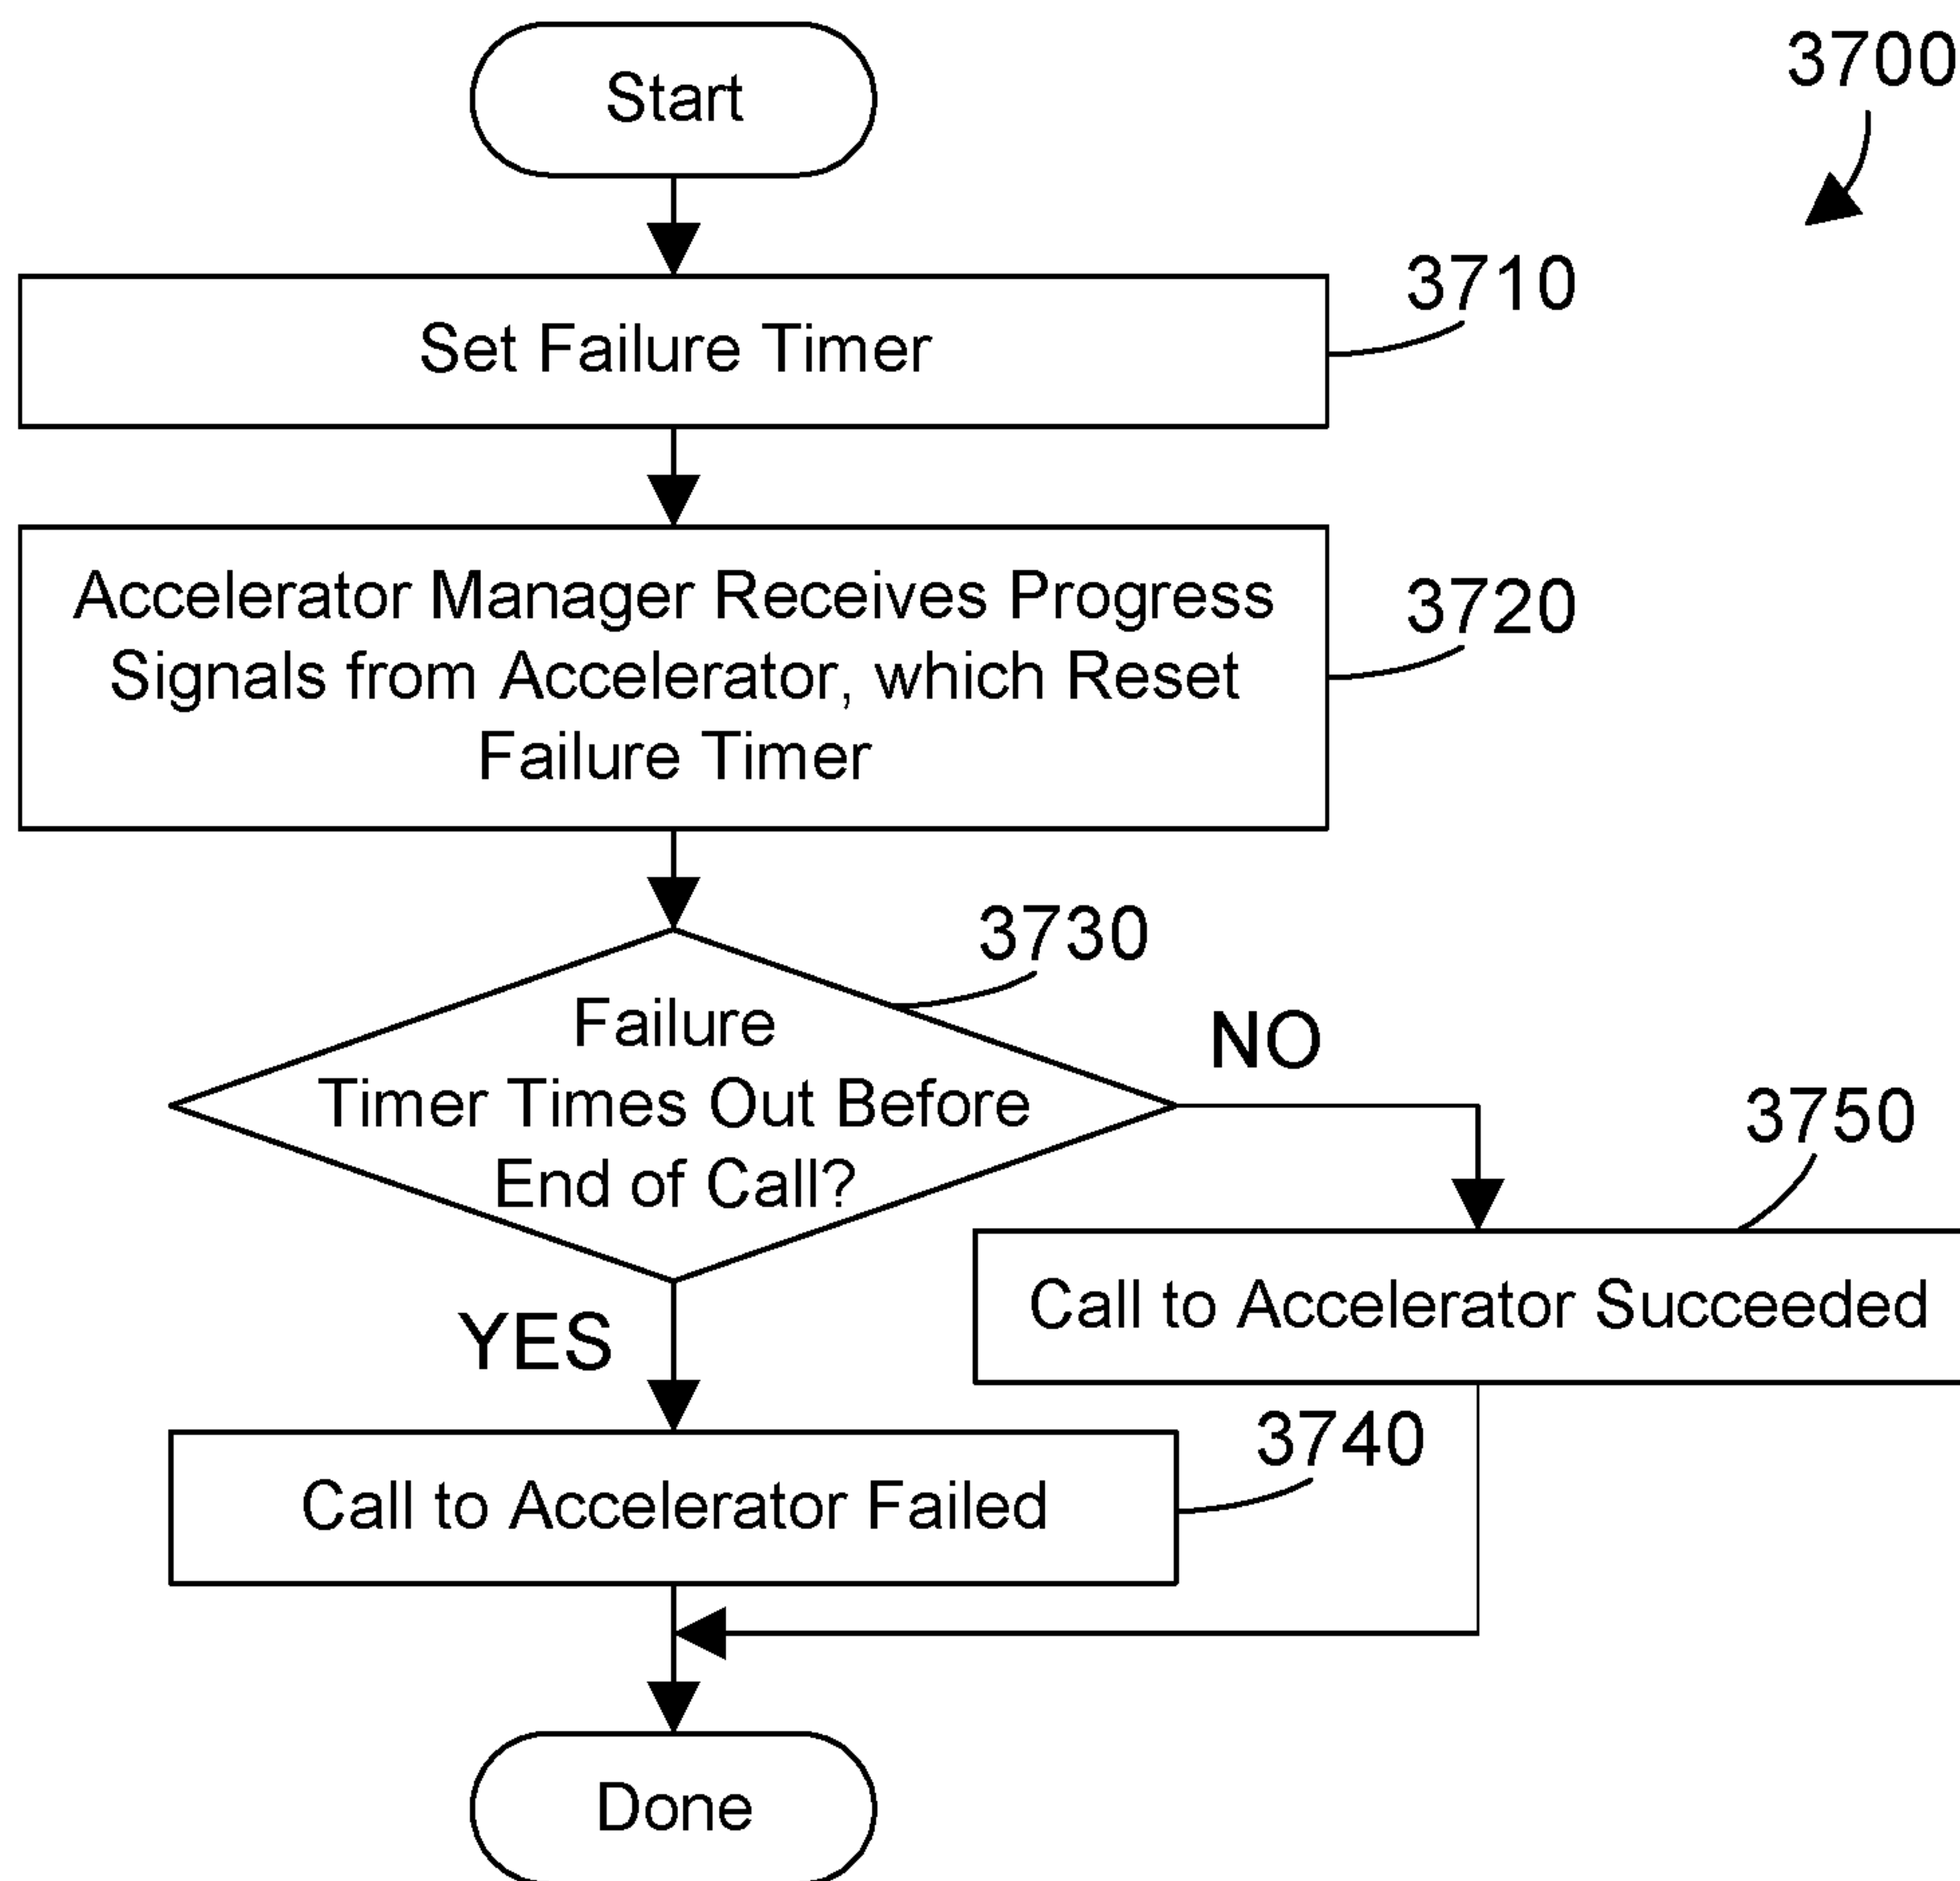 Start
3700
3710
Set Failure Timer
Accelerator Manager Receives Progress
3720
Signals from Accelerator, which Reset
Failure Timer
3730
Failure
NO
Timer Times Out Before
3750
End of Call?
Call to Accelerator Succeeded
YES
3740
Call to Accelerator Failed
Done